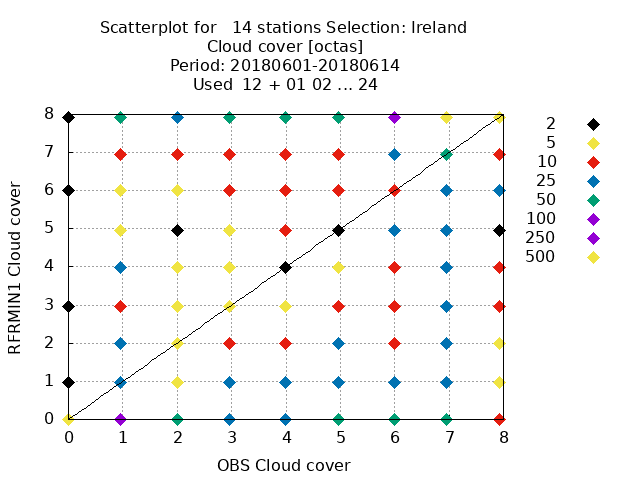 Scatterplot for   14 stations Selection: Ireland
Cloud cover [octas]
Period: 20180601-20180614
Used  12 + 01 02 ... 24
8
7
6
5
4
3
2
1
0
0 1 2 3 4 5 6 7 8
RFRMIN1 Cloud cover
OBS Cloud cover
2
5
10
25
50
100
250
500